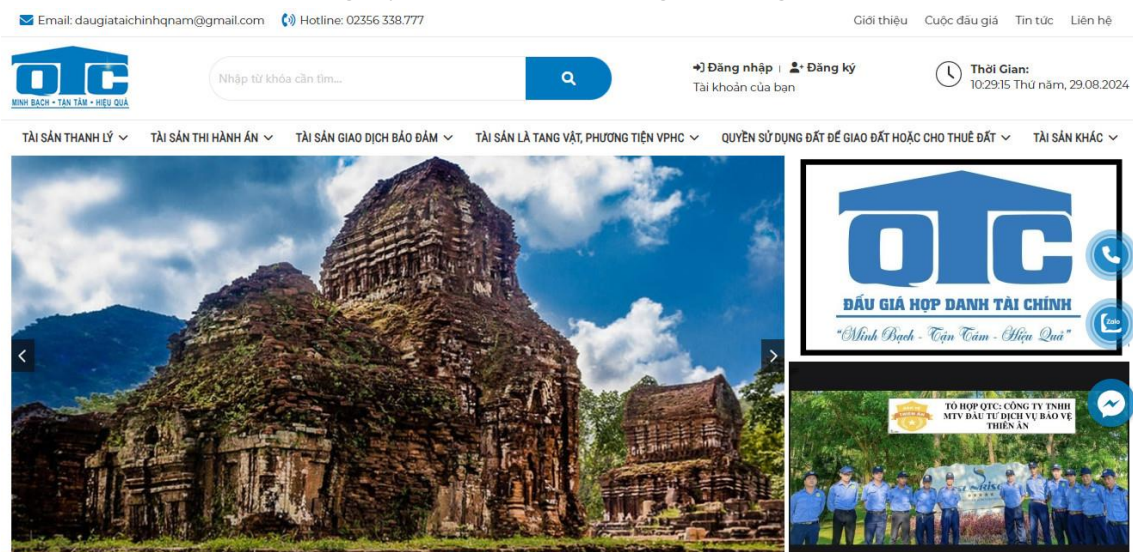 Email: daugiataichinhqnam@gmail.com
Hotline: 02356 338.777
Giới thiệu
Cuộc đấu giá
Tin tức
Liên hệ
QTC
MINH BẠCH • TẬN TÂM • HIỆU QUẢ
Nhập từ khóa cần tìm...
Đăng nhập | Đăng ký
Tài khoản của bạn
Thời Gian:
10:29:15 Thứ năm, 29.08.2024
TÀI SẢN THANH LÝ
TÀI SẢN THI HÀNH ÁN
TÀI SẢN GIAO DỊCH BẢO ĐẢM
TÀI SẢN LÀ TANG VẬT, PHƯƠNG TIỆN VPHC
QUYỀN SỬ DỤNG ĐẤT ĐỂ GIAO ĐẤT HOẶC CHO THUÊ ĐẤT
TÀI SẢN KHÁC
QTC
ĐẤU GIÁ HỢP DANH TÀI CHÍNH
"Minh Bạch - Tận Tâm - Hiệu Quả"
Zalo
TỔ HỢP QTC: CÔNG TY TNHH
MTV ĐẦU TƯ DỊCH VỤ BẢO VỆ
THIÊN ÂN